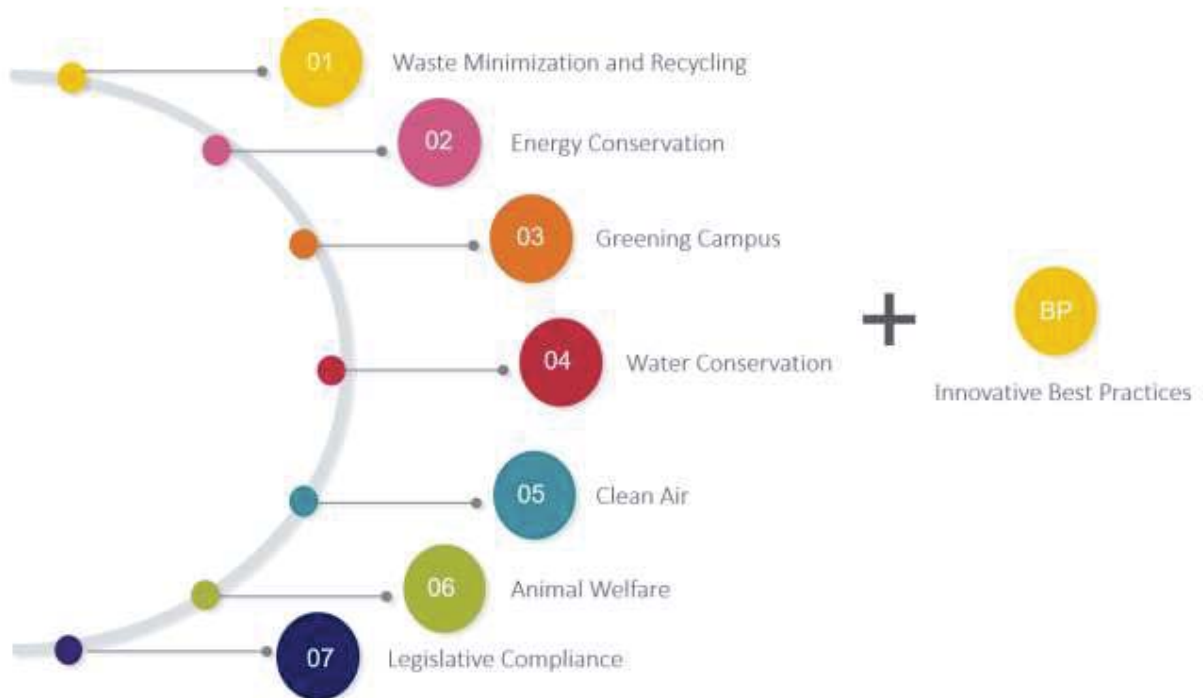 01 Waste Minimization and Recycling
02 Energy Conservation
03 Greening Campus
04 Water Conservation
05 Clean Air
06 Animal Welfare
07 Legislative Compliance
+
BP
Innovative Best Practices